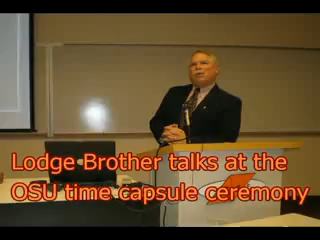 Lodge Brother talks at the
OSU time capsule ceremony